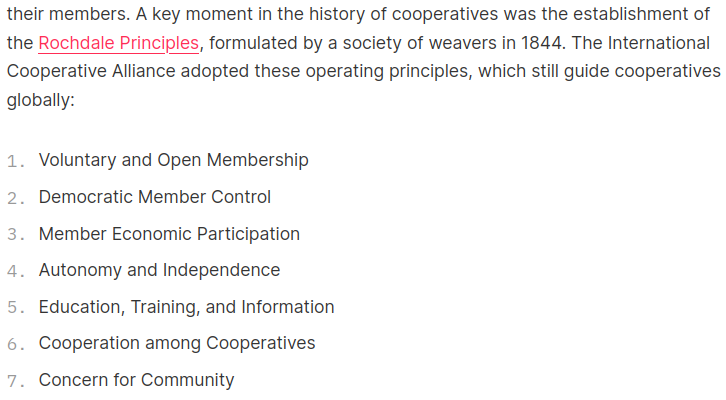 their members. A key moment in the history of cooperatives was the establishment of
the Rochdale Principles, formulated by a society of weavers in 1844. The International
Cooperative Alliance adopted these operating principles, which still guide cooperatives
globally:
1. Voluntary and Open Membership
2. Democratic Member Control
3. Member Economic Participation
4. Autonomy and Independence
5. Education, Training, and Information
6. Cooperation among Cooperatives
7. Concern for Community